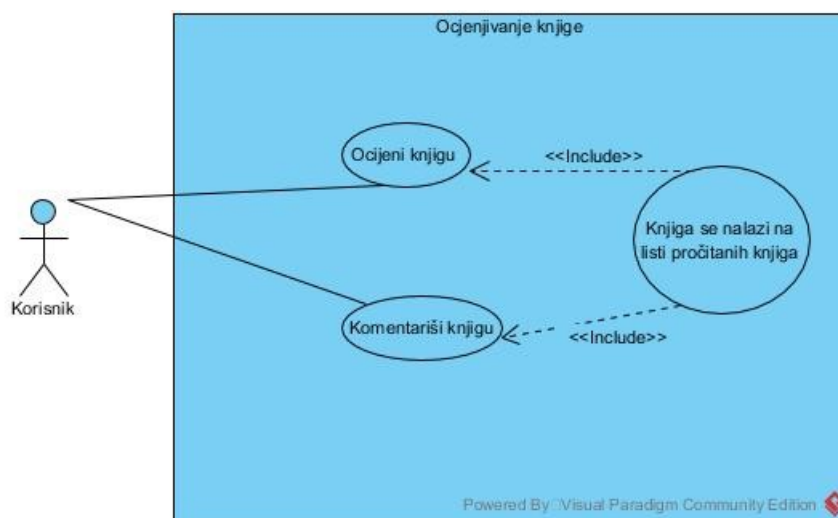 Ocjenjivanje knjige
Ocijeni knjigu
<<Include>>
Knjiga se nalazi na
listi pročitanih knjiga
Korisnik
Komentariši knjigu
<<Include>>
Powered By Visual Paradigm Community Edition